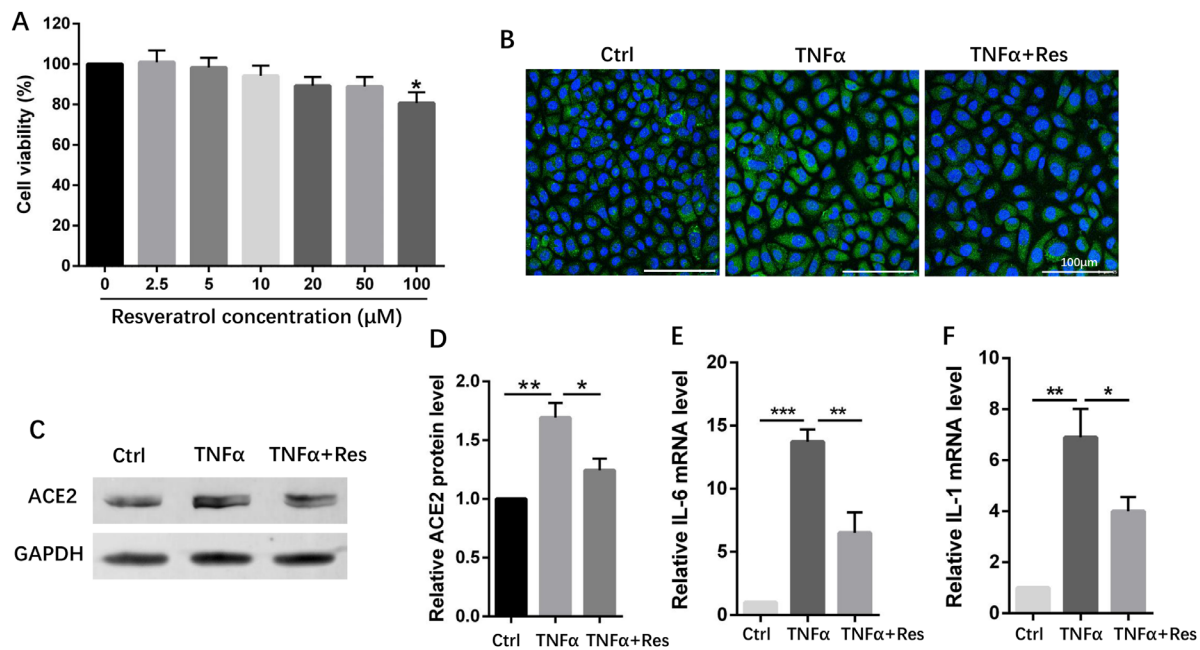 A
Cell viability (%)
120
100
80
60
40
20
0
*
0 2.5 5 10 20 50 100
Resveratrol concentration (μM)
B
Ctrl TNFα TNFα+Res
100μm
C
Ctrl TNFα TNFα+Res
ACE2
GAPDH
D
Relative ACE2 protein level
2.0
1.5
1.0
0.5
0.0
** *
Ctrl TNFα TNFα+Res
E
Relative IL-6 mRNA level
20
15
10
5
0
*** **
Ctrl TNFα TNFα+Res
F
Relative IL-1 mRNA level
10
8
6
4
2
0
** *
Ctrl TNFα TNFα+Res